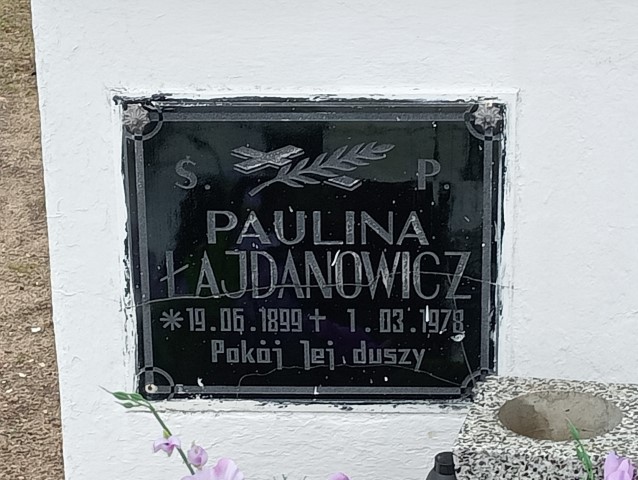 Ś. P.
PAULINA
ŁAJDANOWICZ
*19.06.1899 + 1.03.1978
Pokój Jej duszy